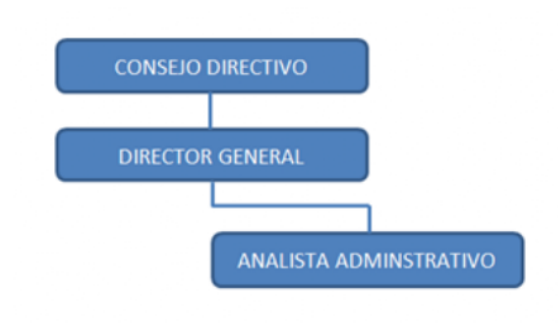 CONSEJO DIRECTIVO
DIRECTOR GENERAL
ANALISTA ADMINSTRATIVO